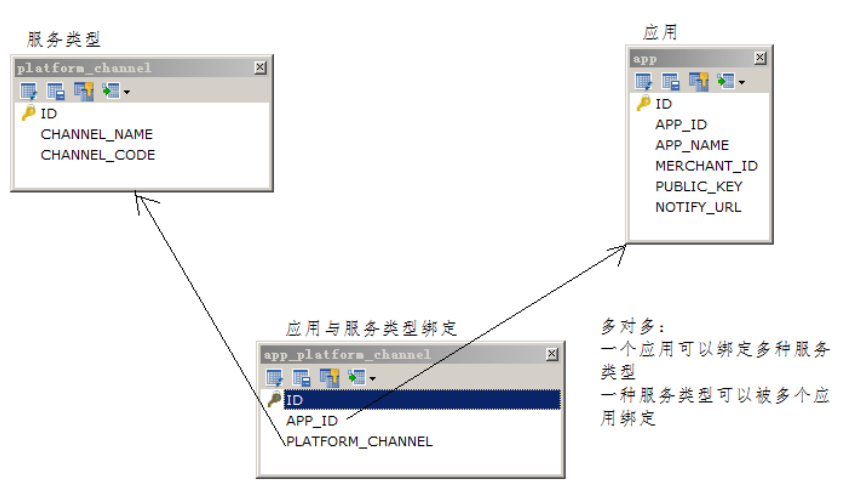 服务类型
platform_channel
ID
CHANNEL_NAME
CHANNEL_CODE
应用
app
ID
APP_ID
APP_NAME
MERCHANT_ID
PUBLIC_KEY
NOTIFY_URL
应用与服务类型绑定
app_platform_channel
ID
APP_ID
PLATFORM_CHANNEL
多对多：
一个应用可以绑定多种服务
类型
一种服务类型可以被多个应
用绑定